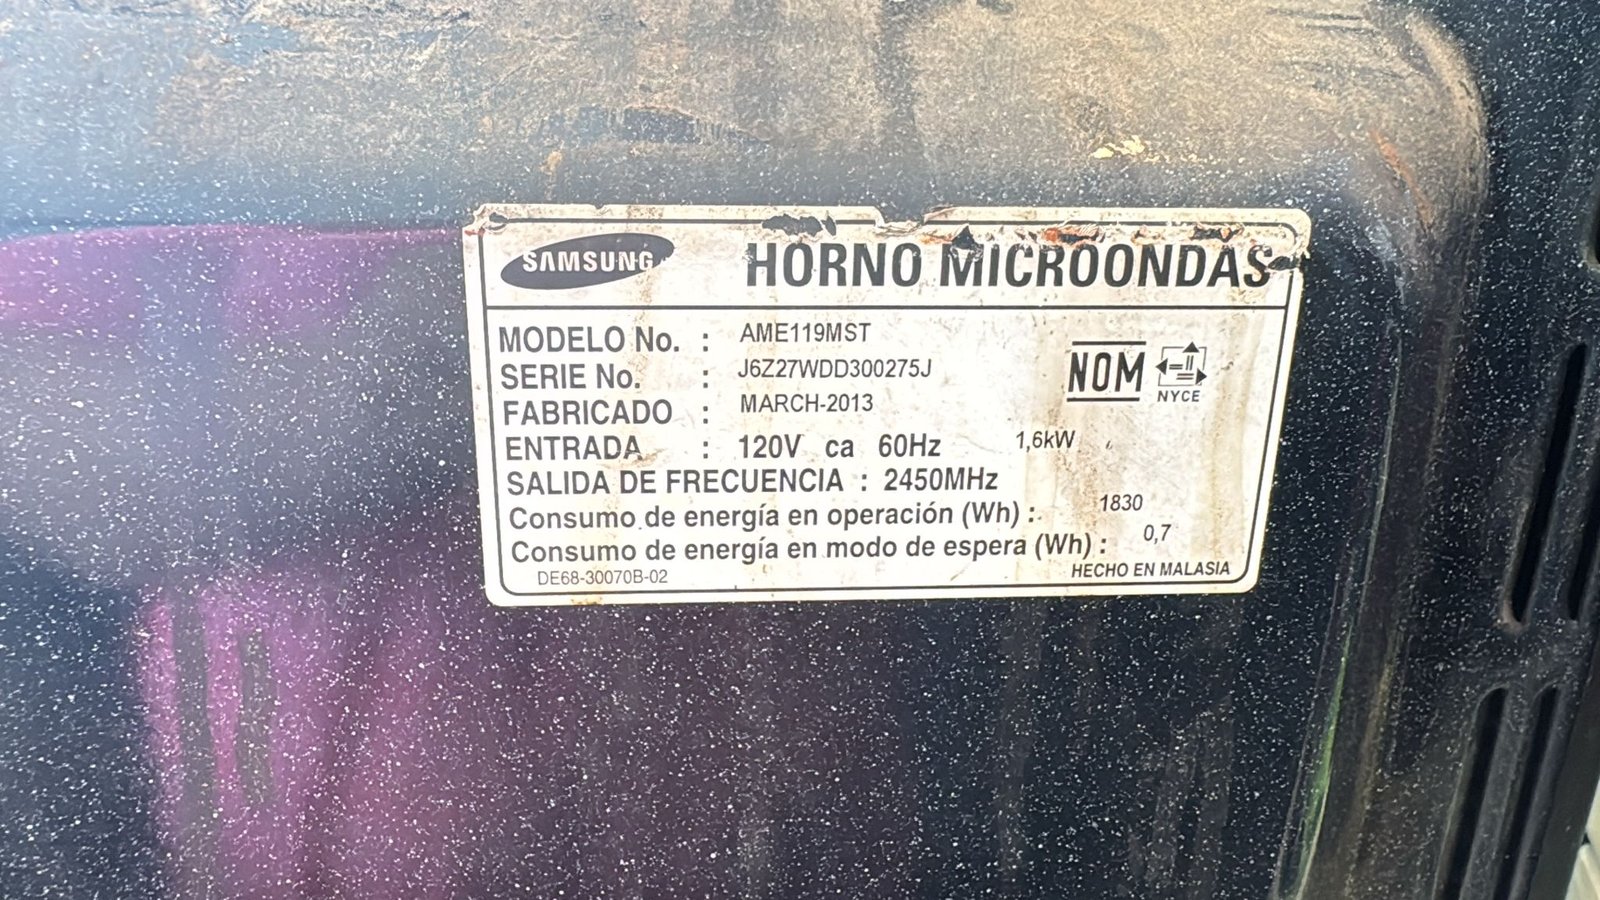 SAMSUNG HORNO MICROONDAS
MODELO No. : AME119MST
SERIE No. : J6Z27WDD300275J
FABRICADO : MARCH-2013
NOM NYCE
ENTRADA : 120V ca 60Hz 1,6kW
SALIDA DE FRECUENCIA : 2450MHz
Consumo de energía en operación (Wh) : 1830
Consumo de energía en modo de espera (Wh) : 0,7
DE68-30070B-02 HECHO EN MALASIA